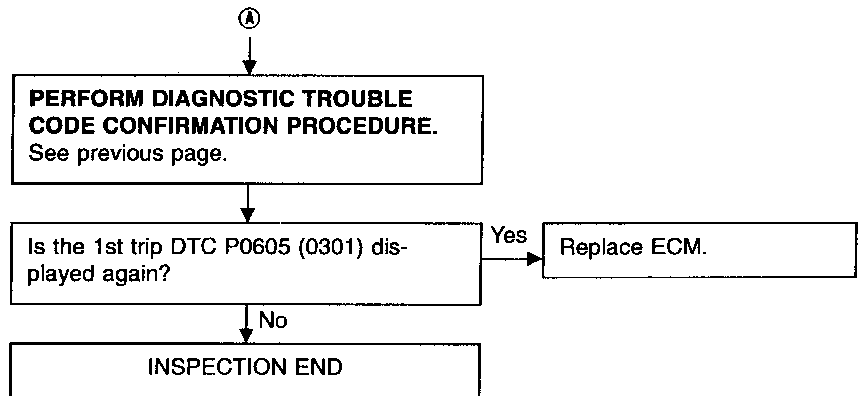 Ⓐ
PERFORM DIAGNOSTIC TROUBLE
CODE CONFIRMATION PROCEDURE.
See previous page.
Is the 1st trip DTC P0605 (0301) dis-
played again?
Yes
Replace ECM.
No
INSPECTION END